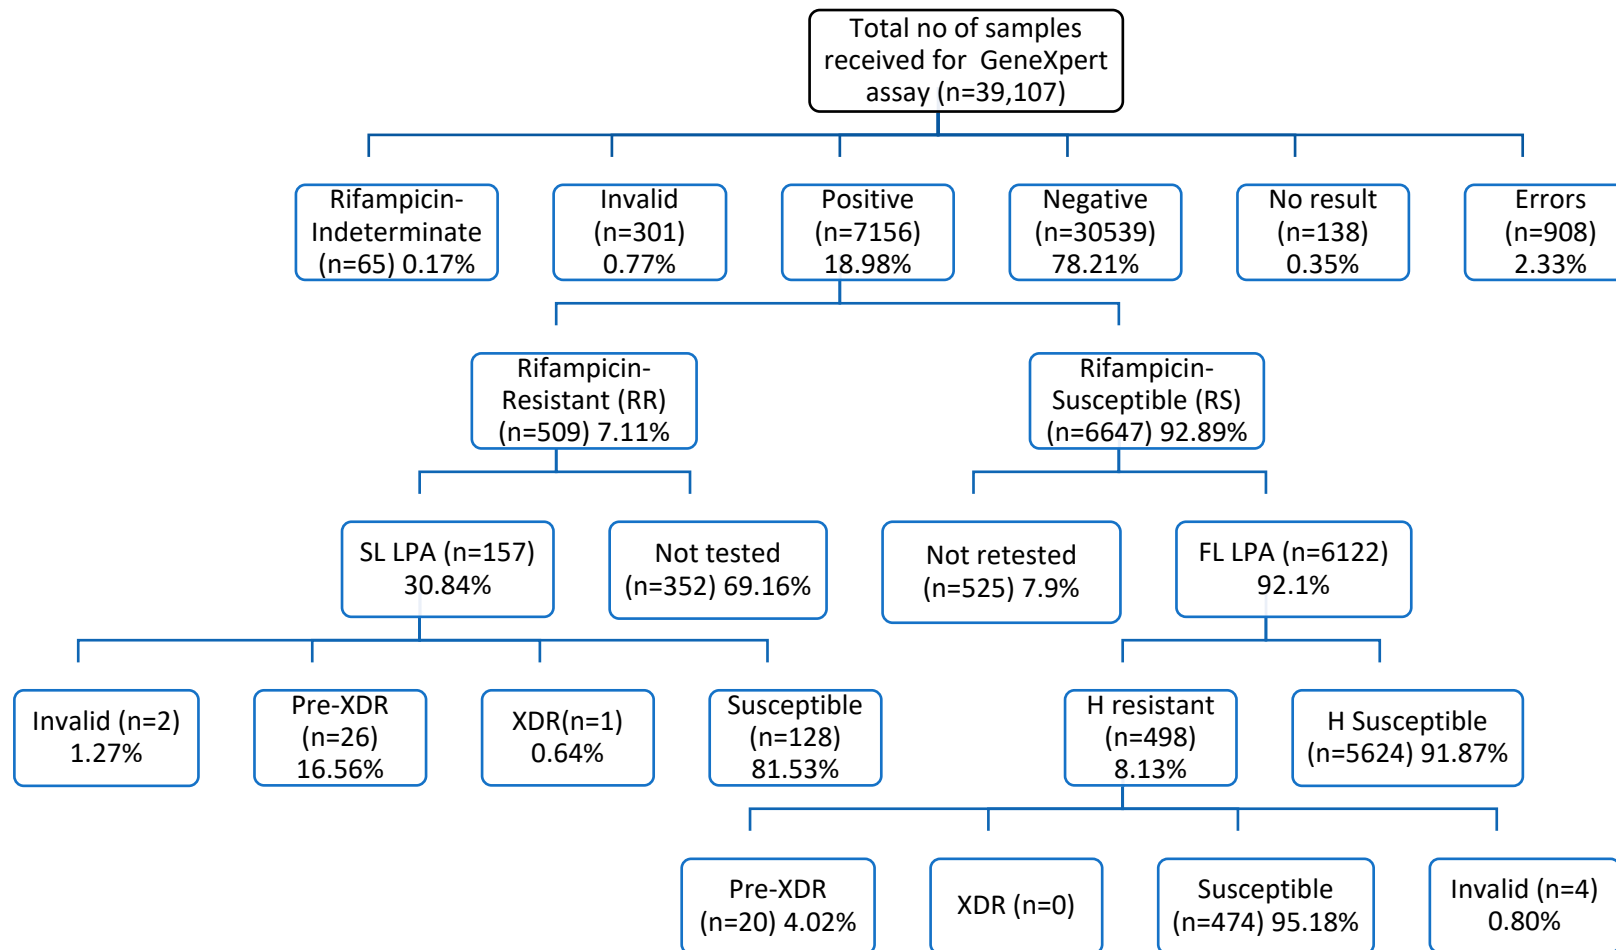 Total no of samples
received for  GeneXpert
assay (n=39,107)
Rifampicin-
Indeterminate
(n=65) 0.17%
Invalid
(n=301)
0.77%
Positive
(n=7156)
18.98%
Negative
(n=30539)
78.21%
No result
(n=138)
0.35%
Errors
(n=908)
2.33%
Rifampicin-
Resistant (RR)
(n=509) 7.11%
Rifampicin-
Susceptible (RS)
(n=6647) 92.89%
SL LPA (n=157)
30.84%
Not tested
(n=352) 69.16%
Not retested
(n=525) 7.9%
FL LPA (n=6122)
92.1%
Invalid (n=2)
1.27%
Pre-XDR
(n=26)
16.56%
XDR(n=1)
0.64%
Susceptible
(n=128)
81.53%
H resistant
(n=498)
8.13%
H Susceptible
(n=5624) 91.87%
Pre-XDR
(n=20) 4.02%
XDR (n=0)
Susceptible
(n=474) 95.18%
Invalid (n=4)
0.80%